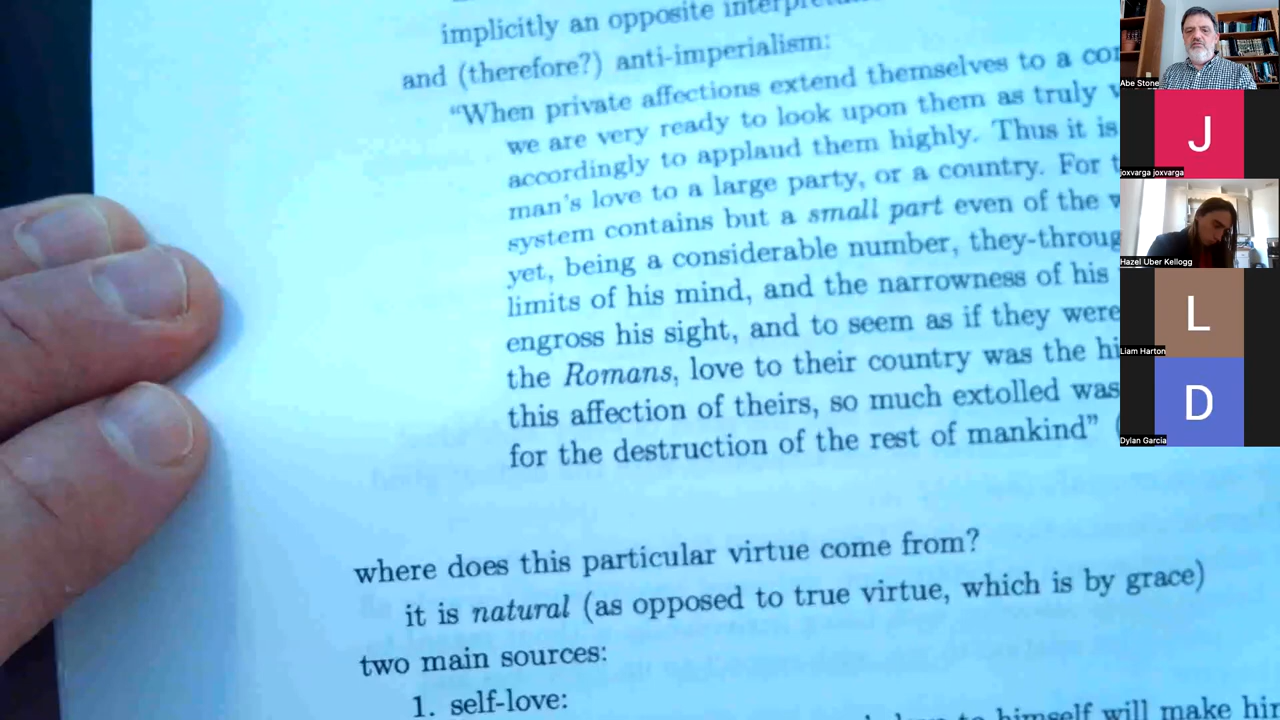 implicitly an opposite
and (therefore?) anti-imperialism:
“When private affections extend themselves to a
we are very ready to look upon them as truly
accordingly to applaud them highly. Thus it is
man's love to a large party, or a country. For
system contains but a small part even of the
yet, being a considerable number, they-throug
limits of his mind, and the narrowness of his
engross his sight, and to seem as if they were
the Romans, love to their country was the
this affection of theirs, so much extolled was
for the destruction of the rest of mankind”
where does this particular virtue come from?
it is natural (as opposed to true virtue, which is by grace)
two main sources:
1. self-love:
to himself will make
Abe Stone
J
joxvarga joxvarga
Hazel Uber Kellogg
L
Liam Harton
D
Dylan Garcia